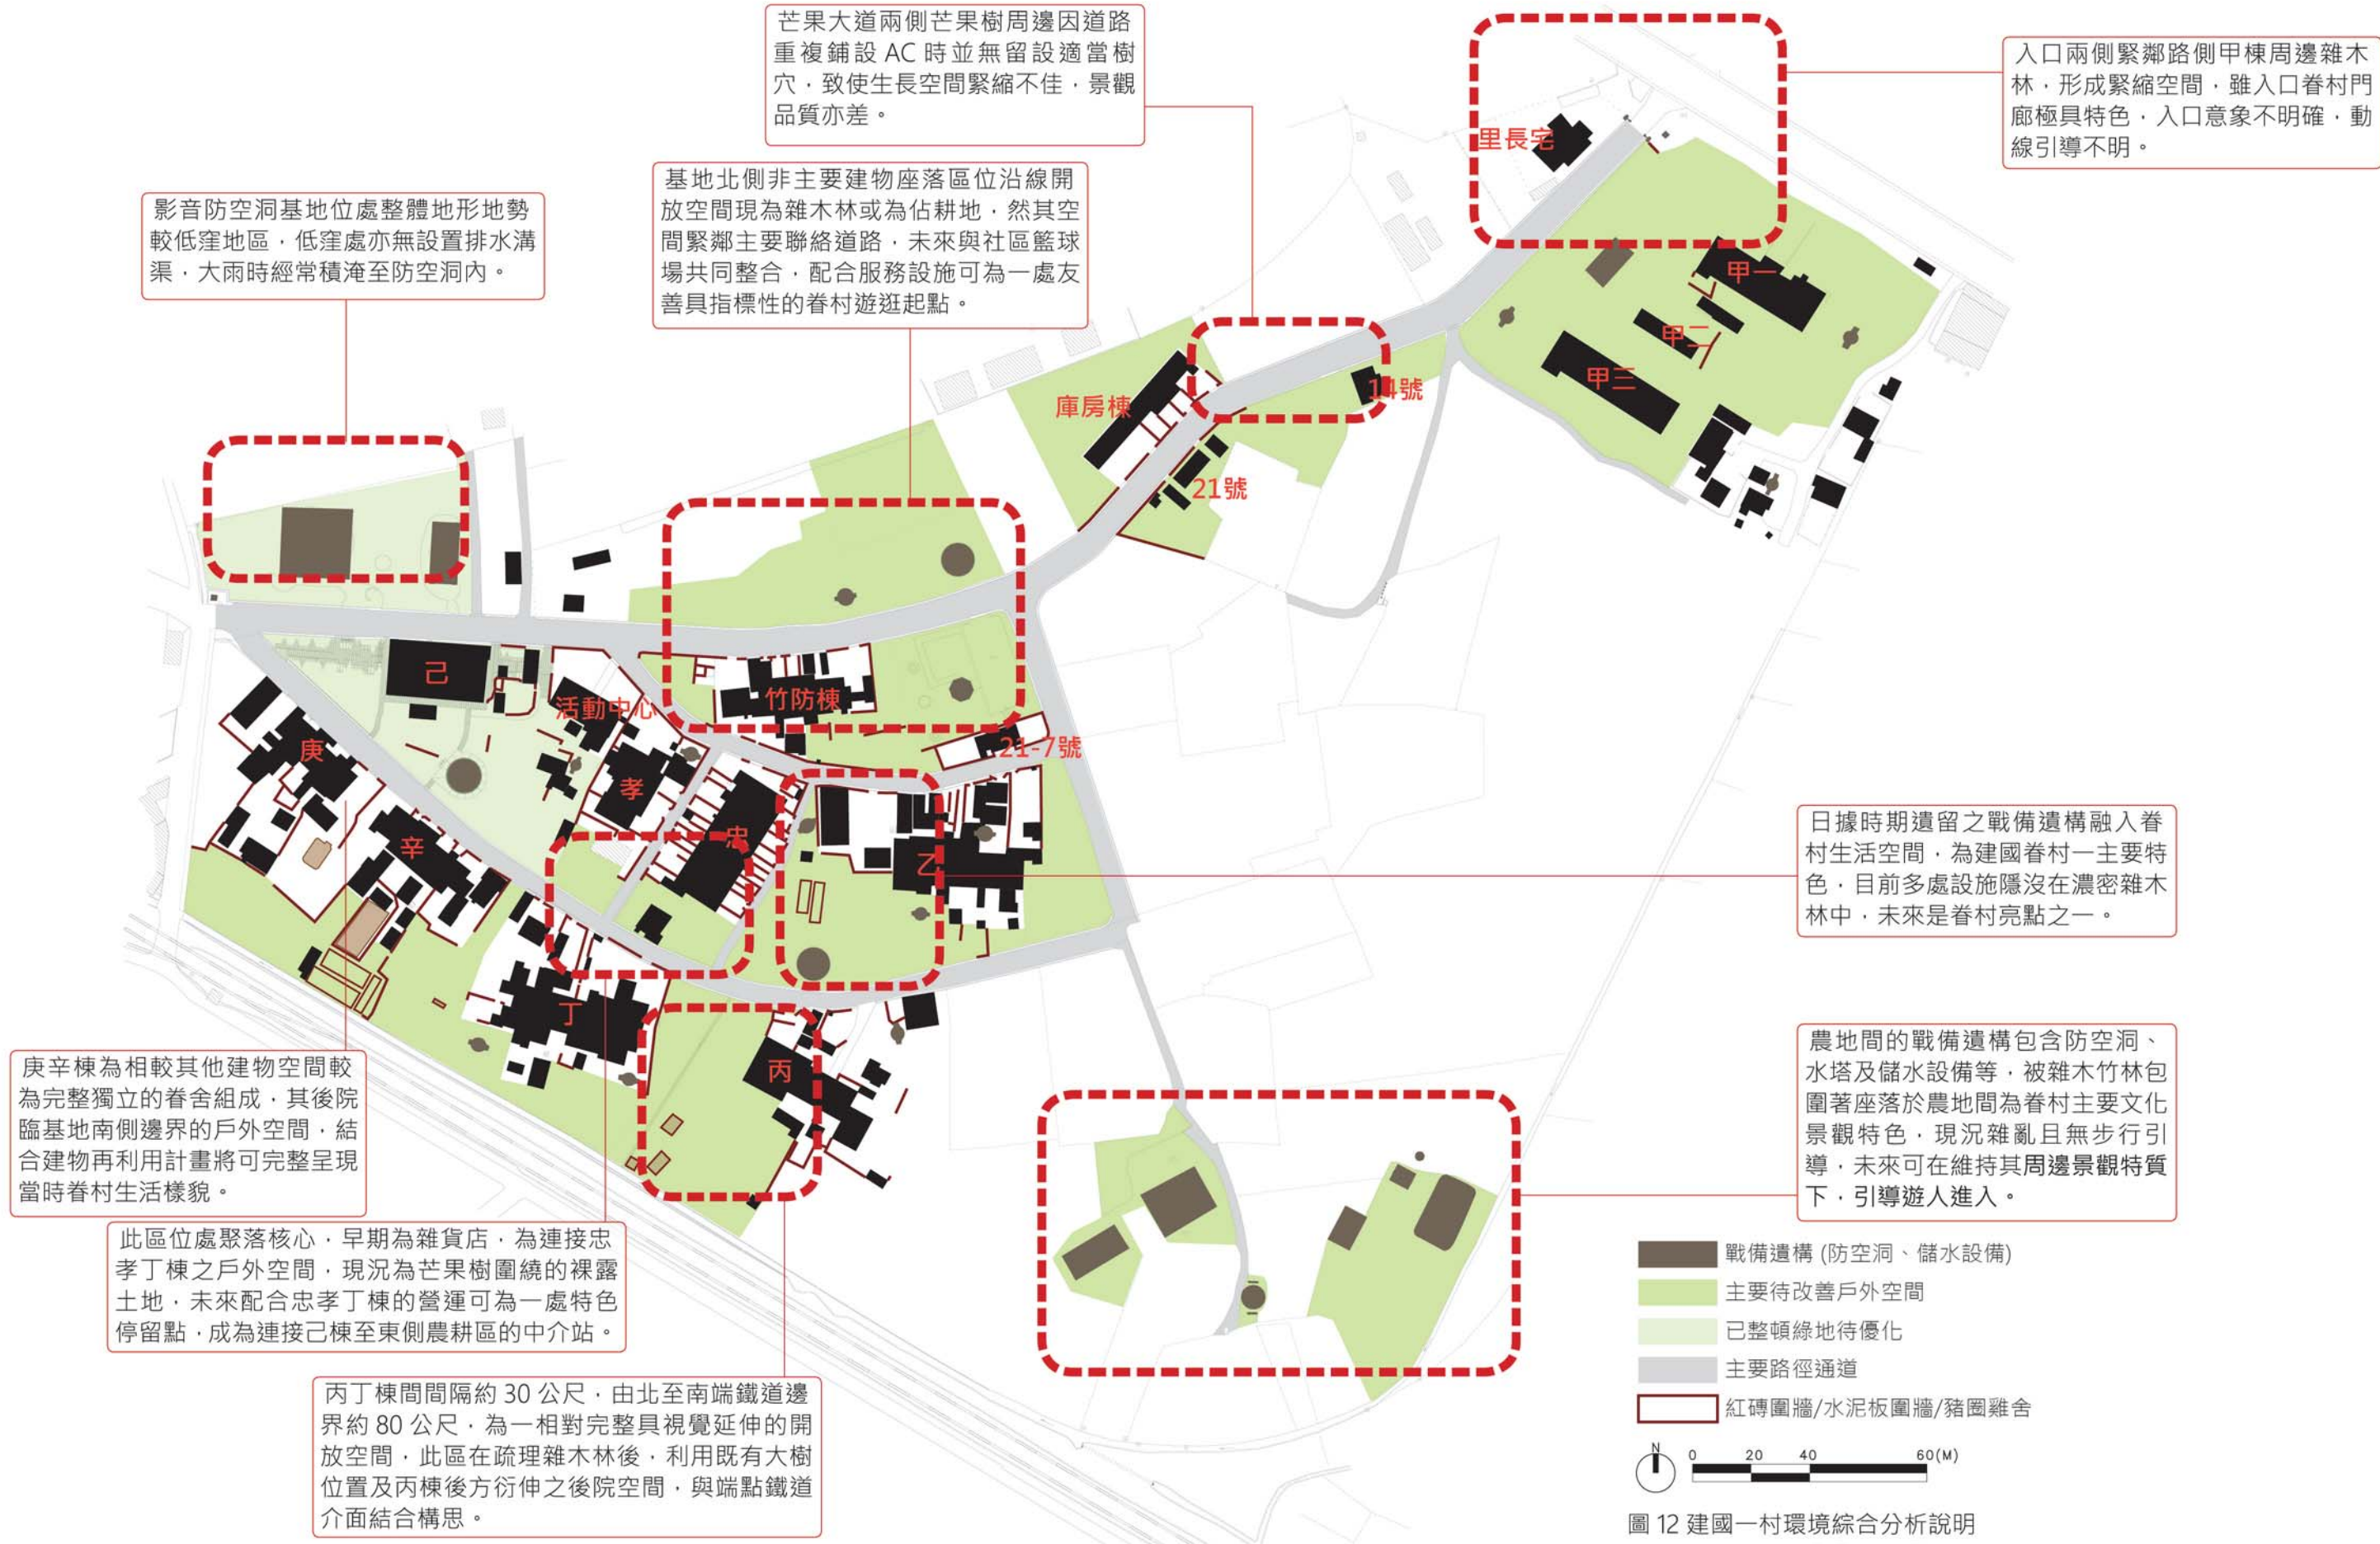 芒果大道兩側芒果樹周邊因道路
重複鋪設 AC 時並無留設適當樹
穴，致使生長空間緊縮不佳，景觀
品質亦差。
入口兩側緊鄰路側甲棟周邊雜木
林，形成緊縮空間，雖入口眷村門
廊極具特色，入口意象不明確，動
線引導不明。
基地北側非主要建物座落區位沿線開
放空間現為雜木林或為佔耕地，然其空
間緊鄰主要聯絡道路，未來與社區籃球
場共同整合，配合服務設施可為一處友
善具指標性的眷村遊逛起點。
影音防空洞基地位處整體地形地勢
較低窪地區，低窪處亦無設置排水溝
渠，大雨時經常積淹至防空洞內。
里長宅
甲一
甲二
甲三
14號
庫房棟
21號
己
活動中心
竹防棟
21-7號
庚
孝
忠
辛
乙
丁
丙
日據時期遺留之戰備遺構融入眷
村生活空間，為建國眷村一主要特
色，目前多處設施隱沒在濃密雜木
林中，未來是眷村亮點之一。
農地間的戰備遺構包含防空洞、
水塔及儲水設備等，被雜木竹林包
圍著座落於農地間為眷村主要文化
景觀特色，現況雜亂且無步行引
導，未來可在維持其周邊景觀特質
下，引導遊人進入。
庚辛棟為相較其他建物空間較
為完整獨立的眷舍組成，其後院
臨基地南側邊界的戶外空間，結
合建物再利用計畫將可完整呈現
當時眷村生活樣貌。
此區位處聚落核心，早期為雜貨店，為連接忠
孝丁棟之戶外空間，現況為芒果樹圍繞的裸露
土地，未來配合忠孝丁棟的營運可為一處特色
停留點，成為連接己棟至東側農耕區的中介站。
丙丁棟間間隔約 30 公尺，由北至南端鐵道邊
界約 80 公尺，為一相對完整具視覺延伸的開
放空間，此區在疏理雜木林後，利用既有大樹
位置及丙棟後方衍伸之後院空間，與端點鐵道
介面結合構思。
戰備遺構 (防空洞、儲水設備)
主要待改善戶外空間
已整頓綠地待優化
主要路徑通道
紅磚圍牆/水泥板圍牆/豬圈雞舍
N 0 20 40 60(M)
圖 12 建國一村環境綜合分析說明